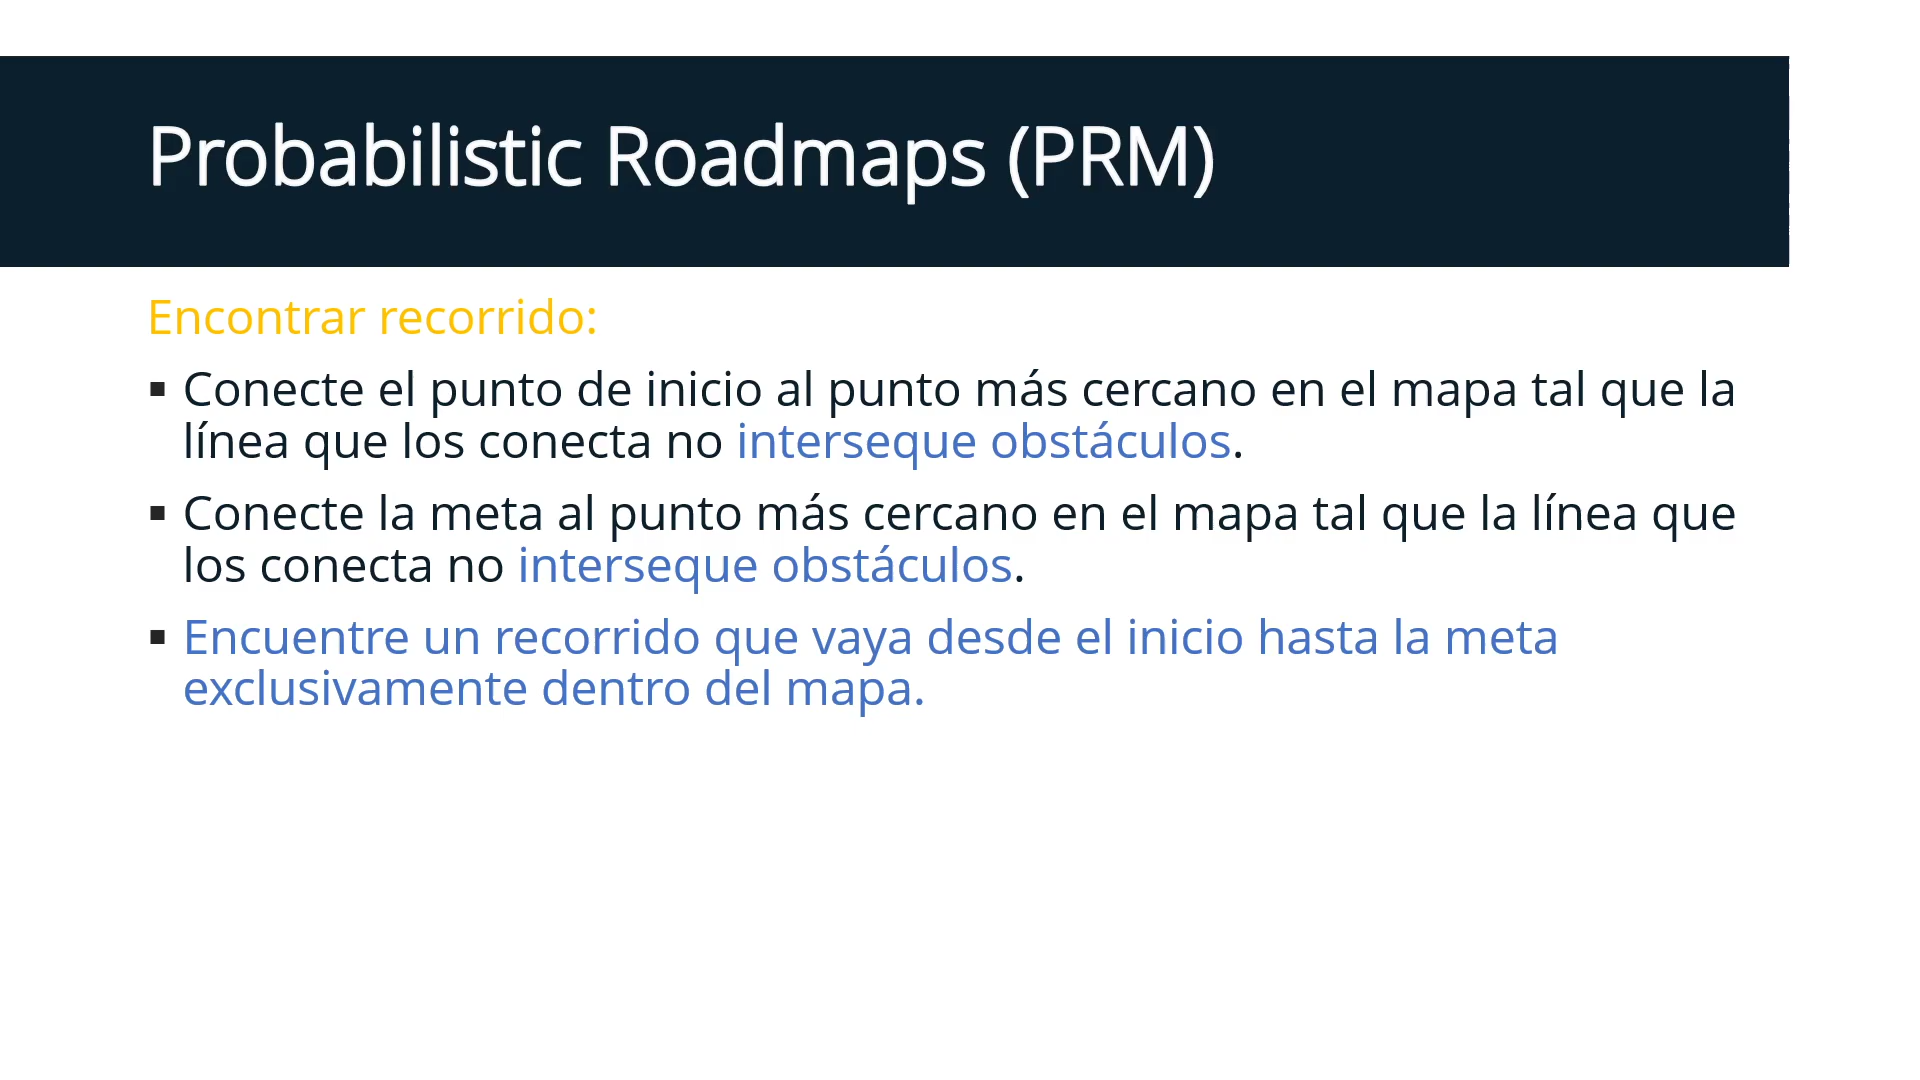 Probabilistic Roadmaps (PRM)
Encontrar recorrido:
▪ Conecte el punto de inicio al punto más cercano en el mapa tal que la
línea que los conecta no interseque obstáculos.
▪ Conecte la meta al punto más cercano en el mapa tal que la línea que
los conecta no interseque obstáculos.
▪ Encuentre un recorrido que vaya desde el inicio hasta la meta
exclusivamente dentro del mapa.